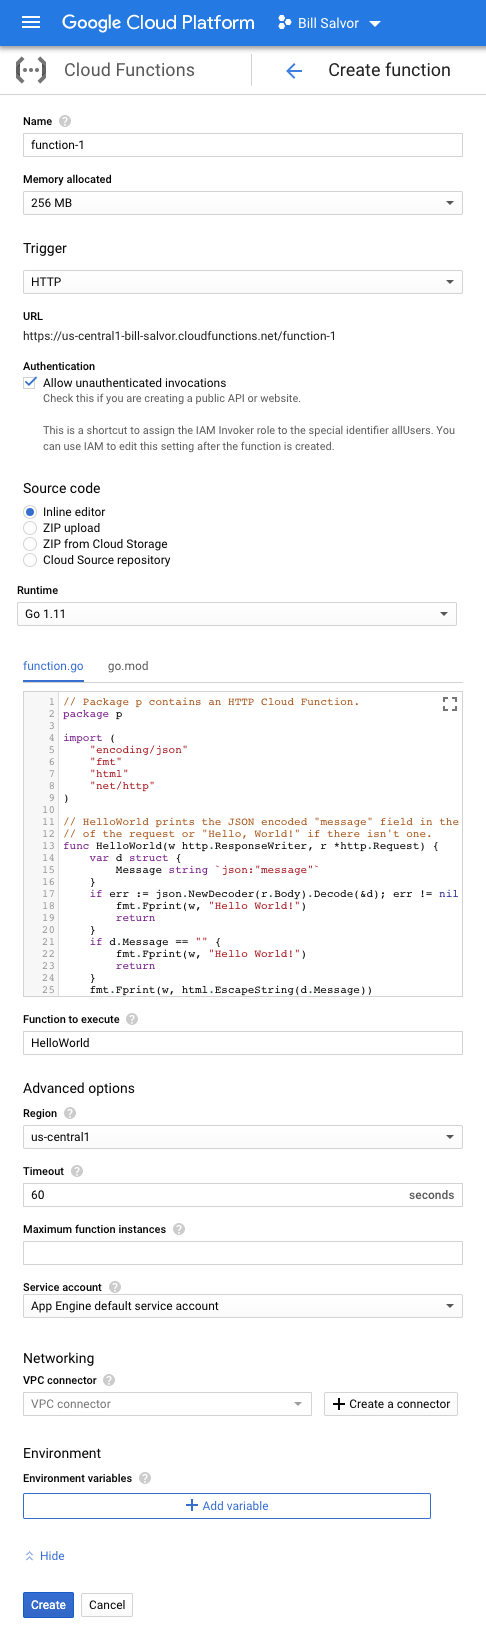 Google Cloud Platform Bill Salvor
Cloud Functions Create function
Name
function-1
Memory allocated
256 MB
Trigger
HTTP
URL
https://us-central1-bill-salvor.cloudfunctions.net/function-1
Authentication
Allow unauthenticated invocations
Check this if you are creating a public API or website.
This is a shortcut to assign the IAM Invoker role to the special identifier allUsers. You
can use IAM to edit this setting after the function is created.
Source code
Inline editor
ZIP upload
ZIP from Cloud Storage
Cloud Source repository
Runtime
Go 1.11
function.go go.mod
1 // Package p contains an HTTP Cloud Function.
2 package p
3
4 import (
5 "encoding/json"
6 "fmt"
7 "html"
8 "net/http"
9 )
10
11 // HelloWorld prints the JSON encoded "message" field in the
12 // of the request or "Hello, World!" if there isn't one.
13 func HelloWorld(w http.ResponseWriter, r *http.Request) {
14 var d struct {
15 Message string `json:"message"`
16 }
17 if err := json.NewDecoder(r.Body).Decode(&d); err != nil
18 fmt.Fprint(w, "Hello World!")
19 return
20 }
21 if d.Message == "" {
22 fmt.Fprint(w, "Hello World!")
23 return
24 }
25 fmt.Fprint(w, html.EscapeString(d.Message))
Function to execute
HelloWorld
Advanced options
Region
us-central1
Timeout
60 seconds
Maximum function instances
Service account
App Engine default service account
Networking
VPC connector
VPC connector Create a connector
Environment
Environment variables
Add variable
Hide
Create Cancel